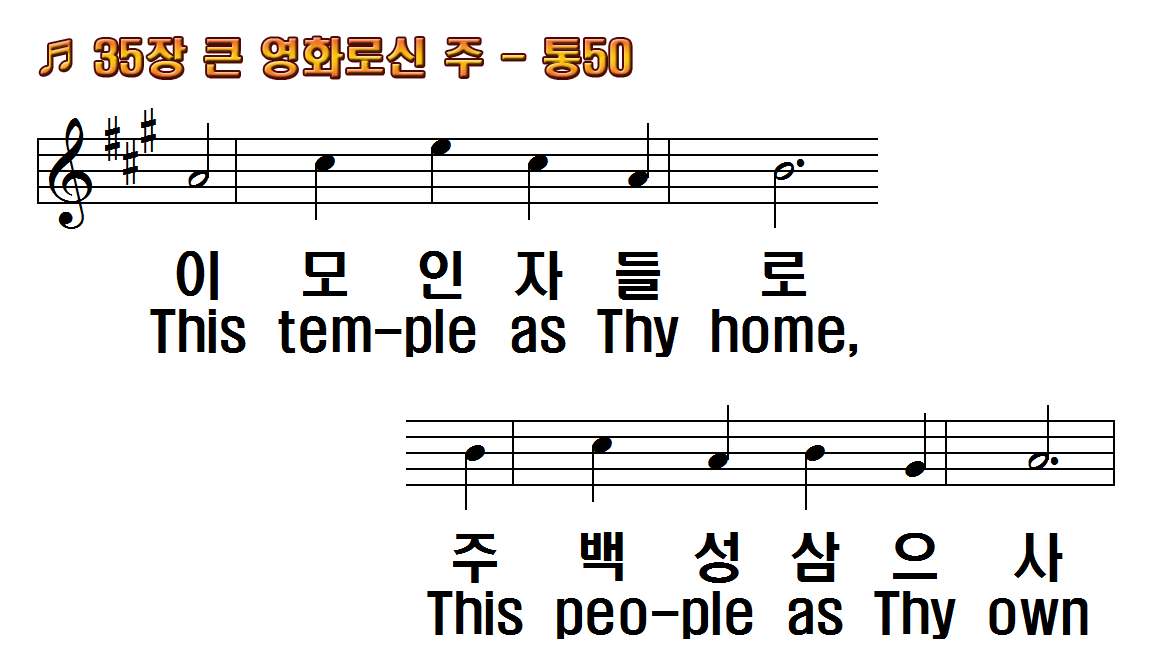 35장 큰 영화로신 주 - 통50
이 모 인 자 들 로
This tem-ple as Thy home,
주 백 성 삼 으 사
This peo-ple as Thy own